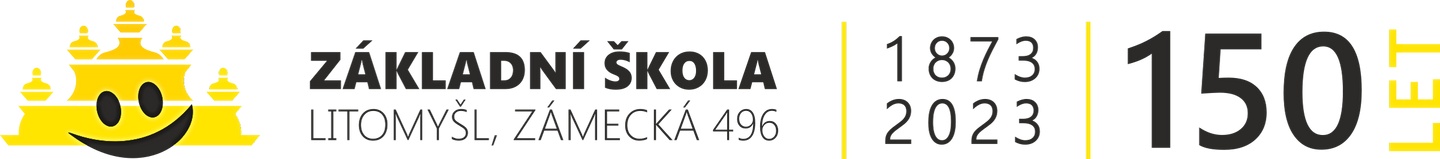 ZÁKLADNÍ ŠKOLA
LITOMYŠL, ZÁMECKÁ 496
1873
2023
150
LET